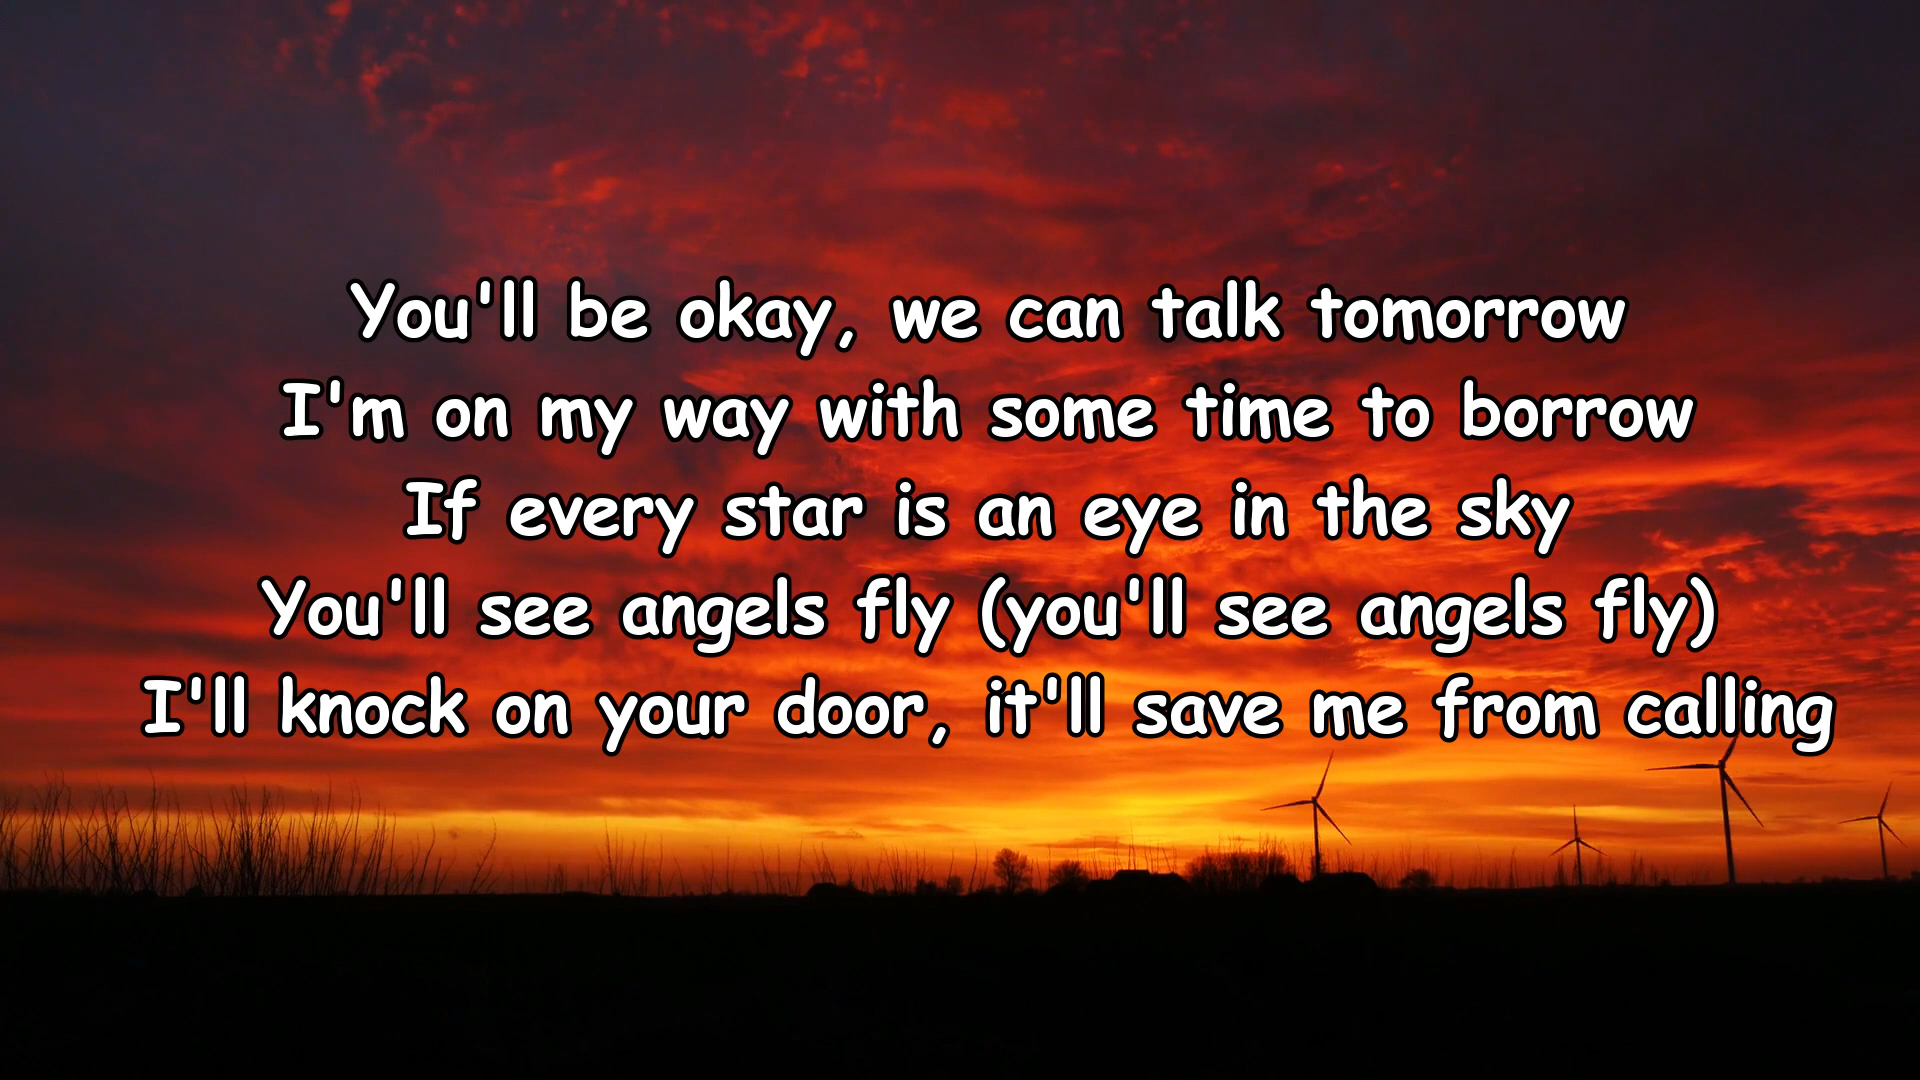 You'll be okay, we can talk tomorrow
I'm on my way with some time to borrow
If every star is an eye in the sky
You'll see angels fly (you'll see angels fly)
I'll knock on your door, it'll save me from calling